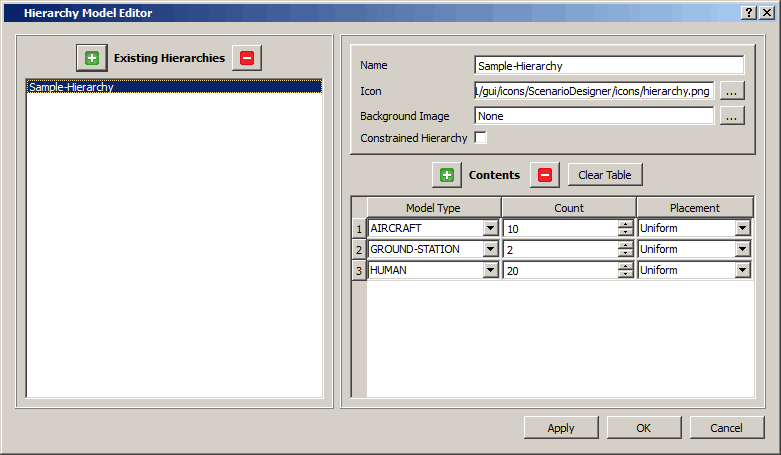 Hierarchy Model Editor
? X
Existing Hierarchies
Sample-Hierarchy
Name Sample-Hierarchy
Icon l/gui/icons/ScenarioDesigner/icons/hierarchy.png ...
Background Image None ...
Constrained Hierarchy
Contents Clear Table
Model Type Count Placement
1 AIRCRAFT 10 Uniform
2 GROUND-STATION 2 Uniform
3 HUMAN 20 Uniform
Apply OK Cancel